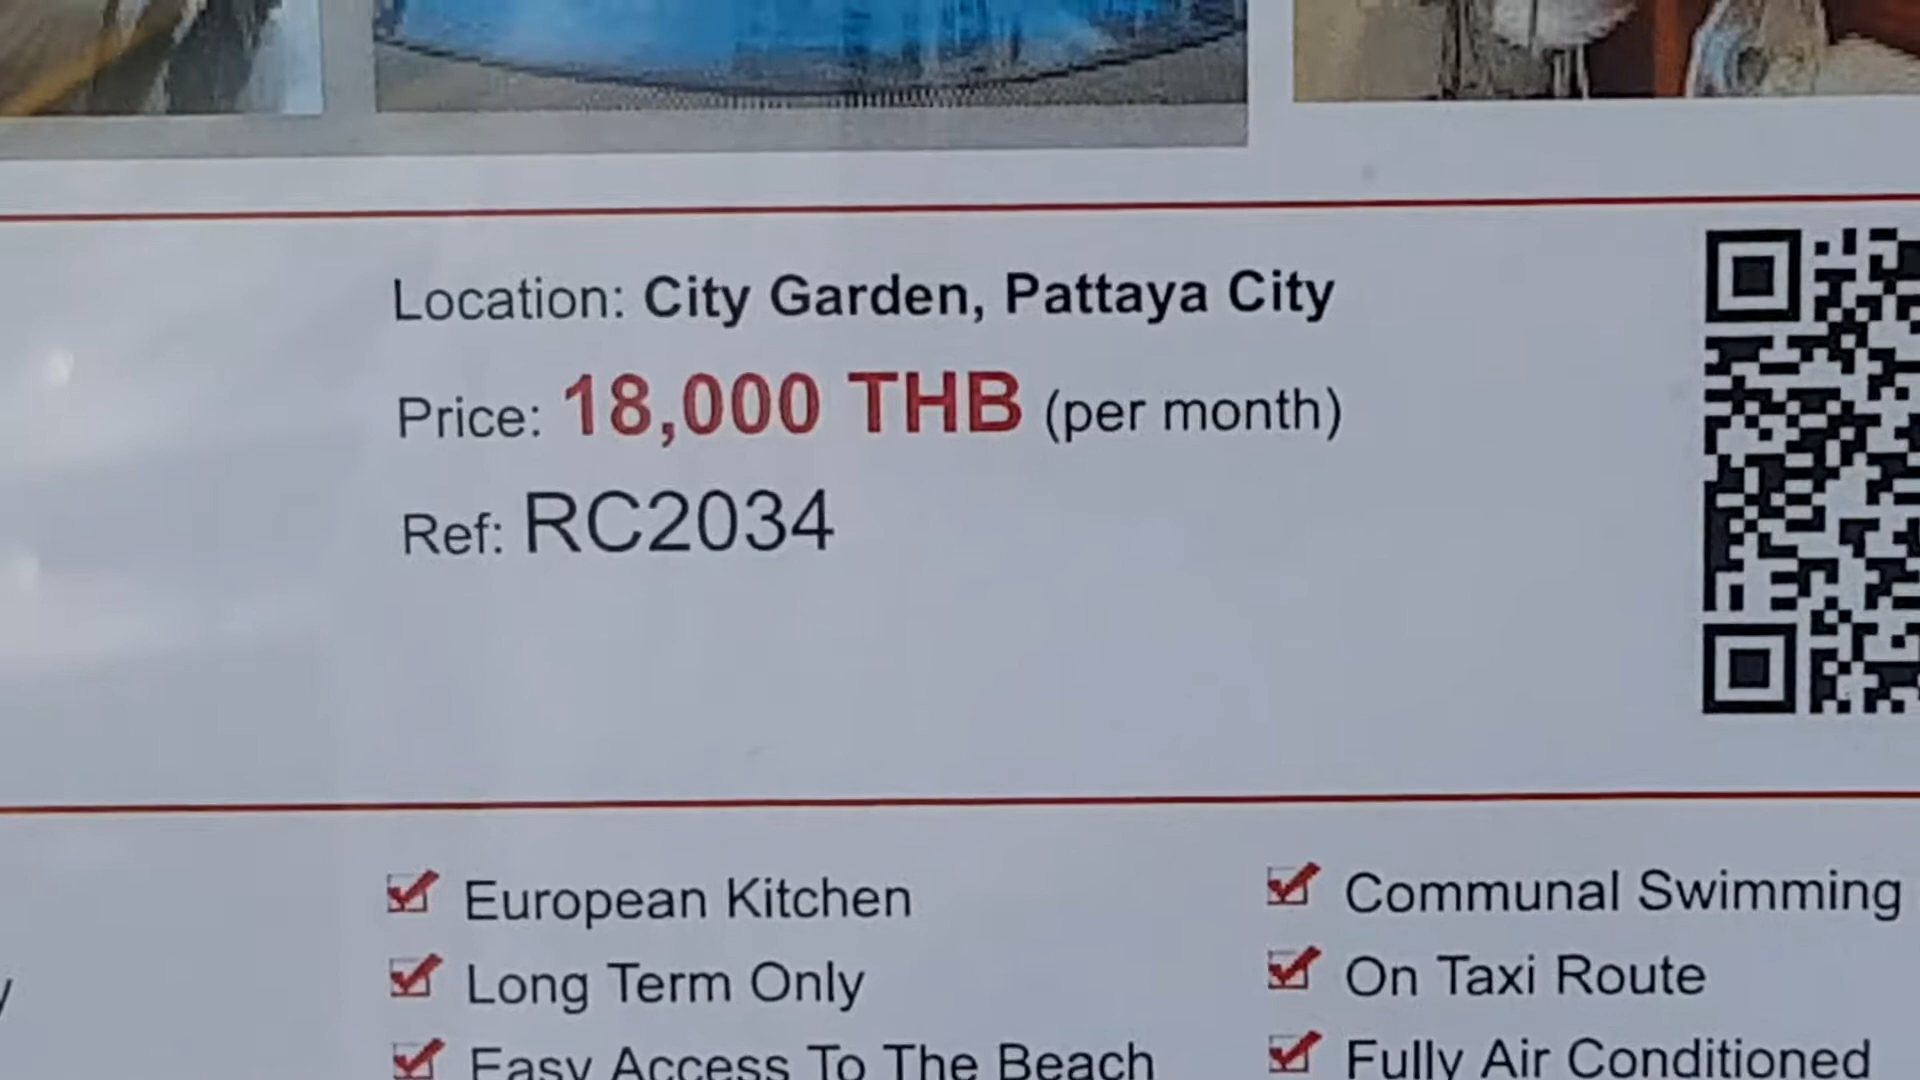 Location: City Garden, Pattaya City
Price: 18,000 THB (per month)
Ref: RC2034
European Kitchen
Long Term Only
Easy Access To The Beach
Communal Swimming
On Taxi Route
Fully Air Conditioned